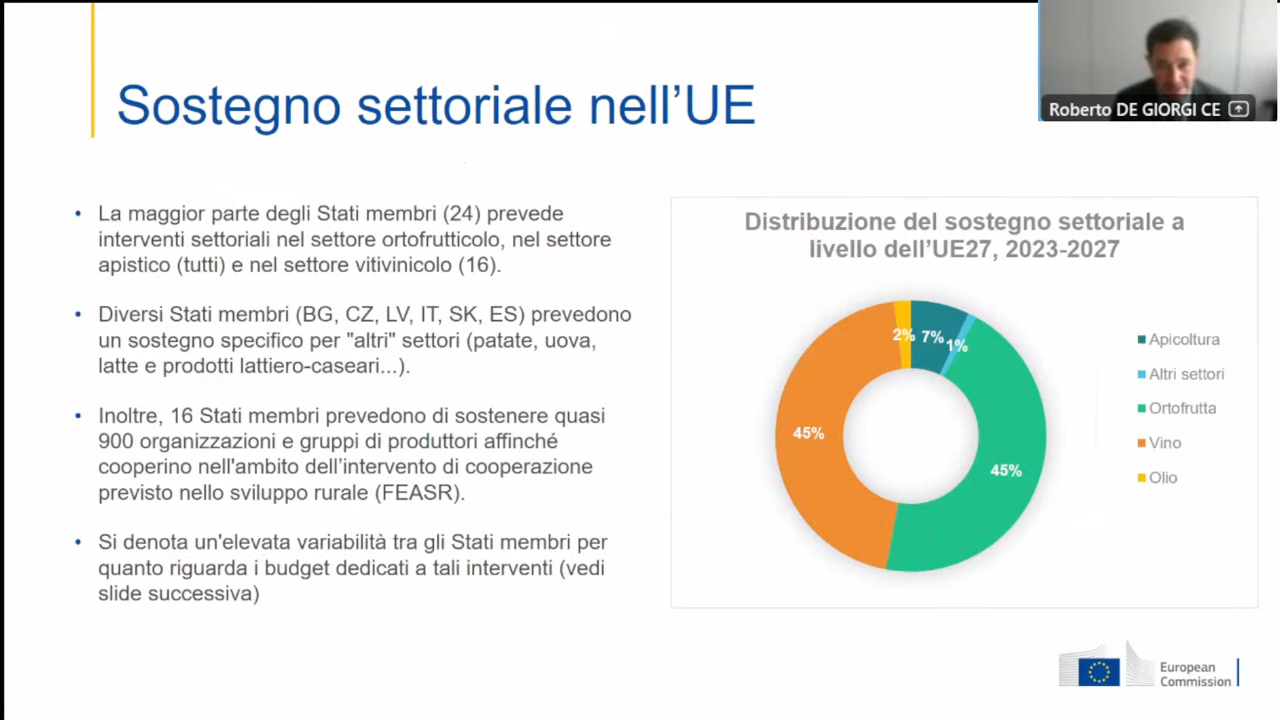 Roberto DE GIORGI CE
Sostegno settoriale nell’UE
• La maggior parte degli Stati membri (24) prevede
interventi settoriali nel settore ortofrutticolo, nel settore
apistico (tutti) e nel settore vitivinicolo (16).
• Diversi Stati membri (BG, CZ, LV, IT, SK, ES) prevedono
un sostegno specifico per "altri" settori (patate, uova,
latte e prodotti lattiero-caseari...).
• Inoltre, 16 Stati membri prevedono di sostenere quasi
900 organizzazioni e gruppi di produttori affinché
cooperino nell'ambito dell’intervento di cooperazione
previsto nello sviluppo rurale (FEASR).
• Si denota un'elevata variabilità tra gli Stati membri per
quanto riguarda i budget dedicati a tali interventi (vedi
slide successiva)
Distribuzione del sostegno settoriale a
livello dell’UE27, 2023-2027
2%
7%
1%
45%
45%
Apicoltura
Altri settori
Ortofrutta
Vino
Olio
European
Commission